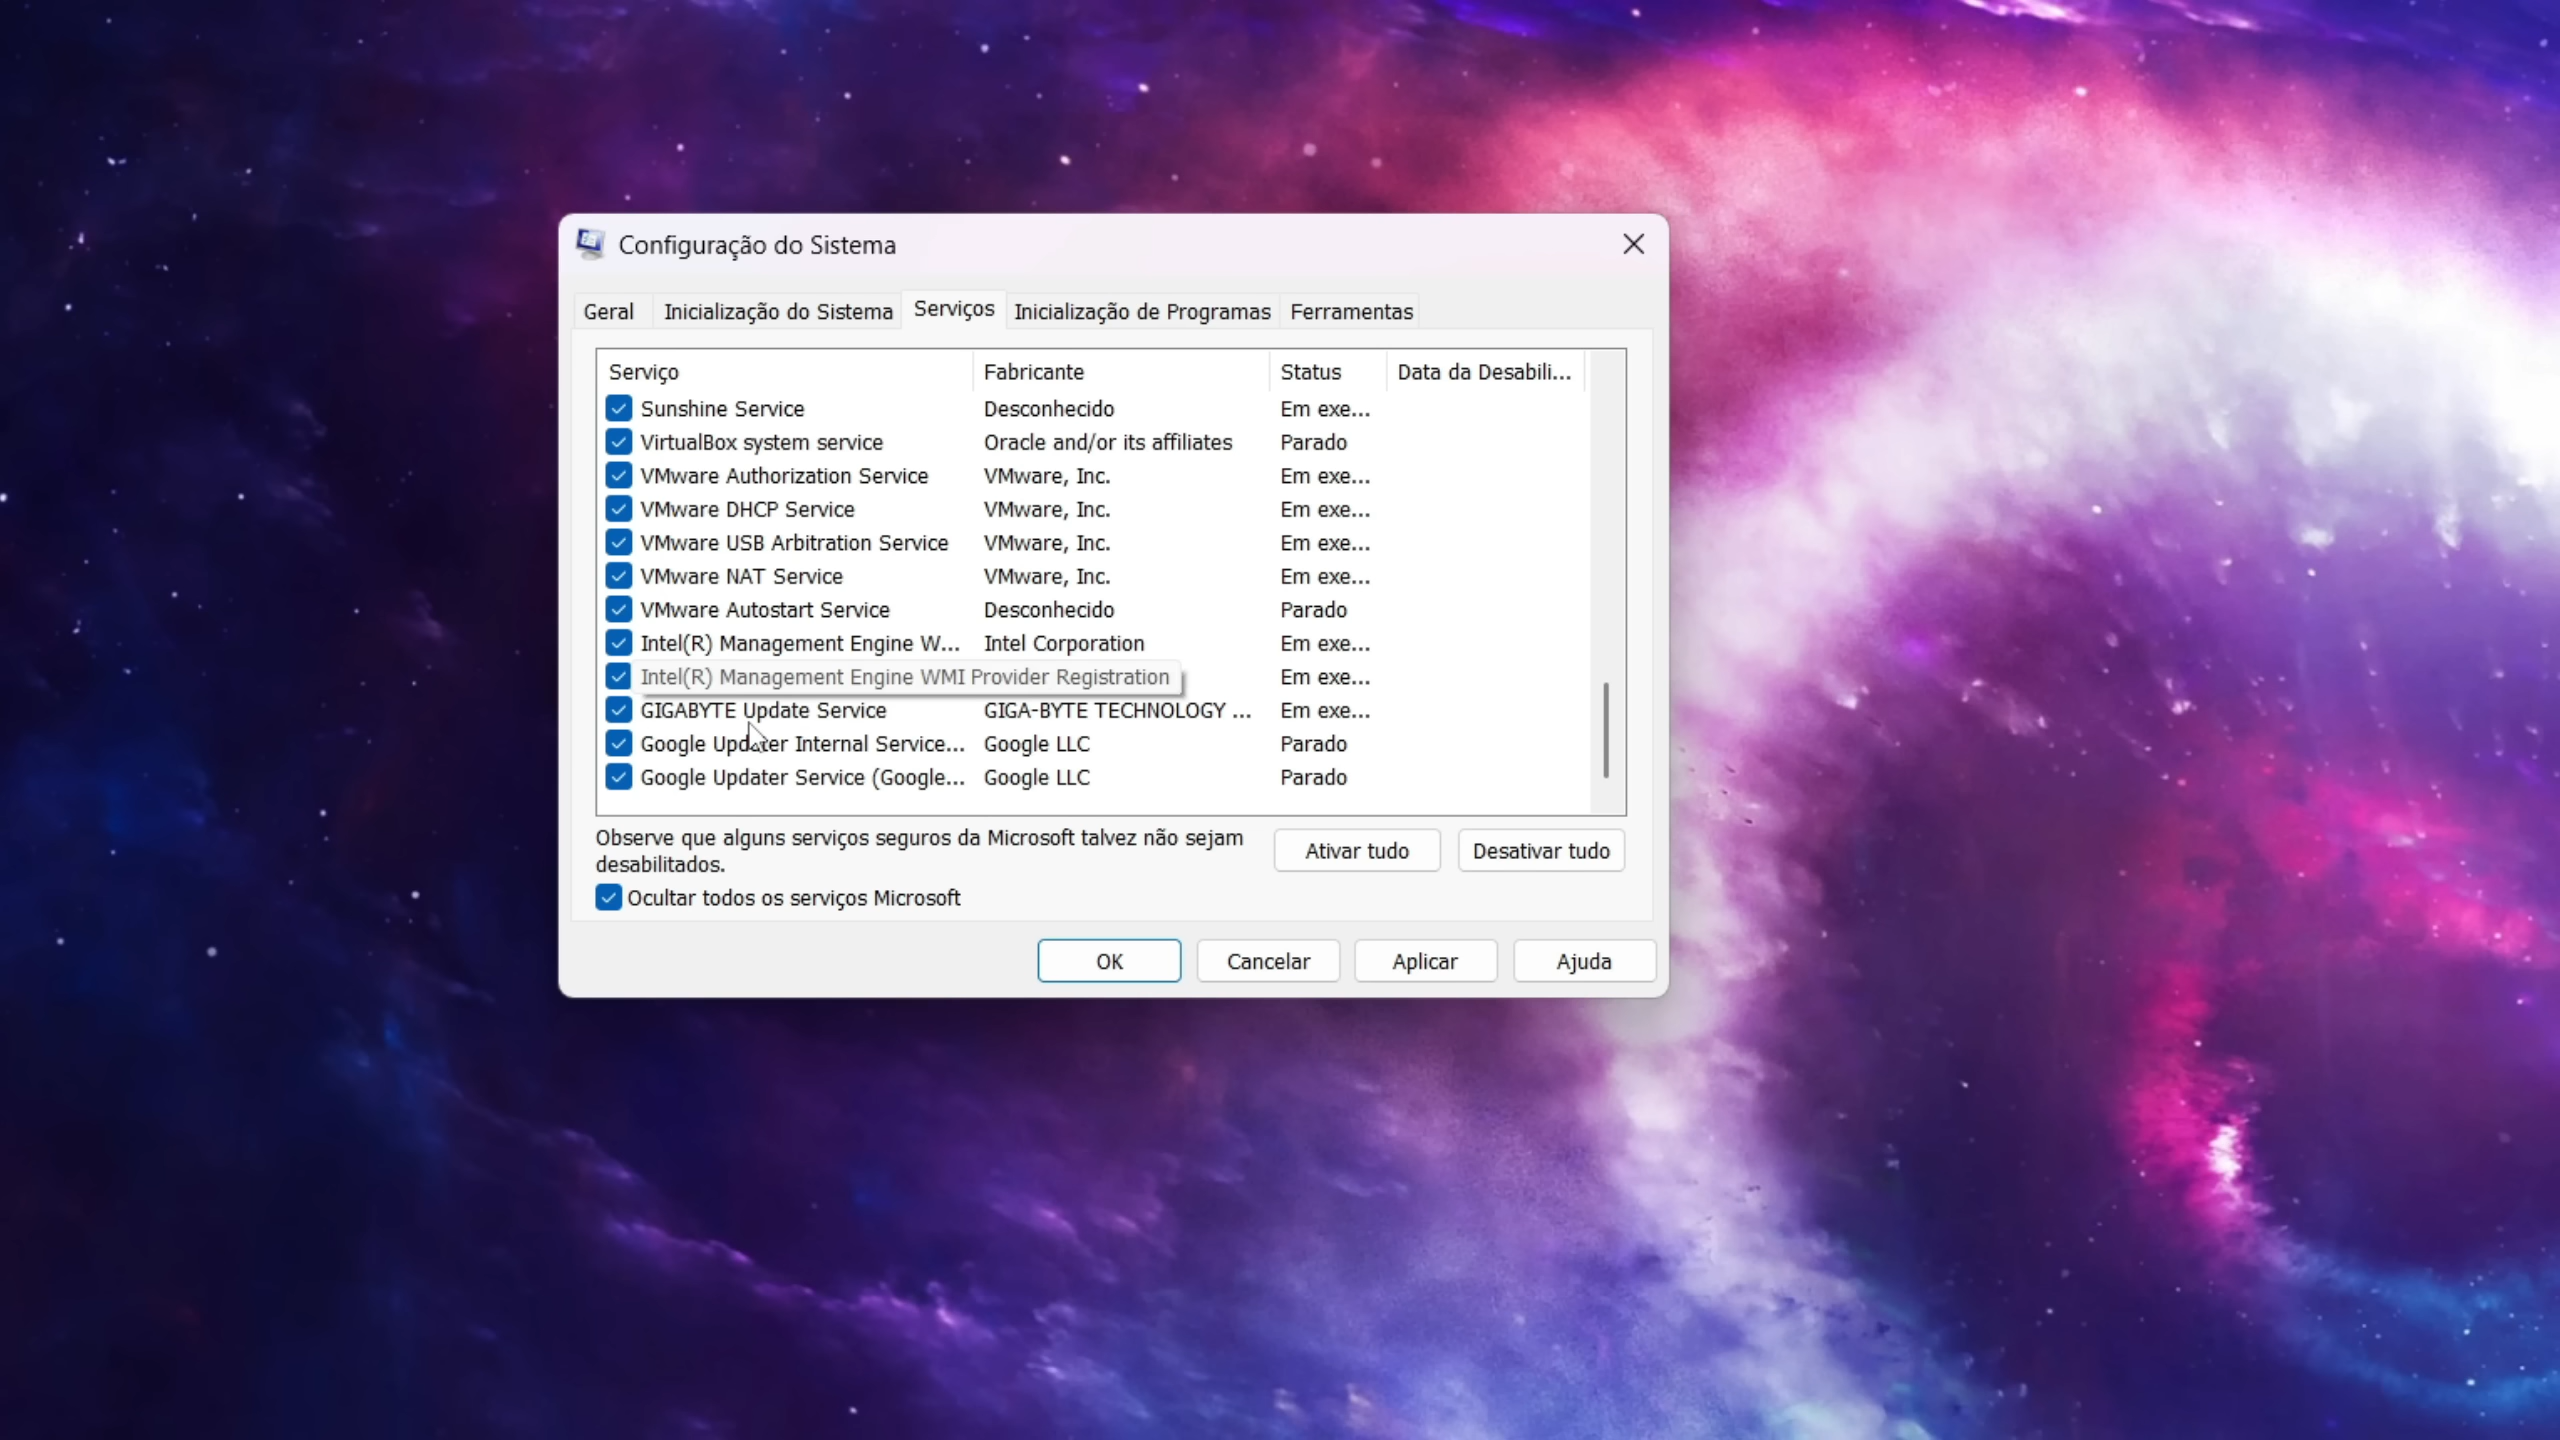 Configuração do Sistema
Geral Inicialização do Sistema Serviços Inicialização de Programas Ferramentas
Serviço Fabricante Status Data da Desabili...
Sunshine Service Desconhecido Em exe...
VirtualBox system service Oracle and/or its affiliates Parado
VMware Authorization Service VMware, Inc. Em exe...
VMware DHCP Service VMware, Inc. Em exe...
VMware USB Arbitration Service VMware, Inc. Em exe...
VMware NAT Service VMware, Inc. Em exe...
VMware Autostart Service Desconhecido Parado
Intel(R) Management Engine W... Intel Corporation Em exe...
Intel(R) Management Engine WMI Provider Registration Em exe...
GIGABYTE Update Service GIGA-BYTE TECHNOLOGY ... Em exe...
Google Updater Internal Service... Google LLC Parado
Google Updater Service (Google... Google LLC Parado
Observe que alguns serviços seguros da Microsoft talvez não sejam
desabilitados.
Ativar tudo Desativar tudo
Ocultar todos os serviços Microsoft
OK Cancelar Aplicar Ajuda